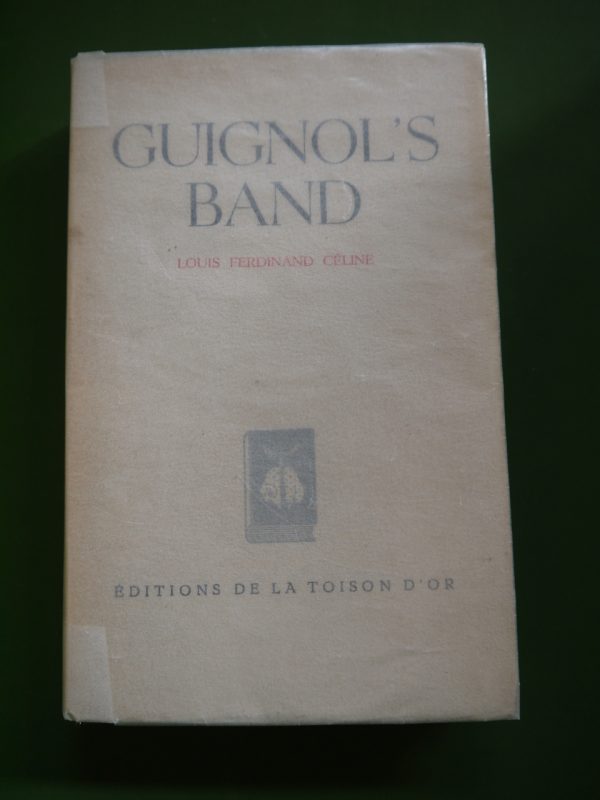 GUIGNOL'S
BAND
LOUIS FERDINAND CÉLINE
ÉDITIONS DE LA TOISON D'OR